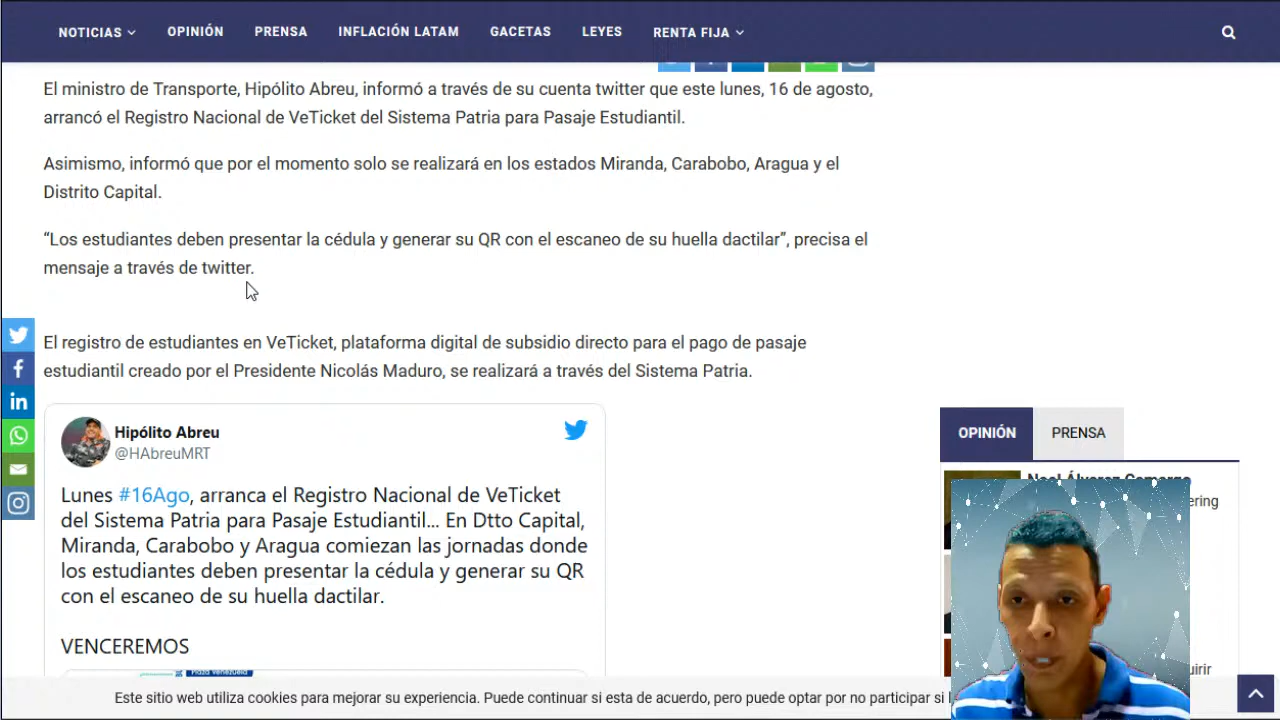 NOTICIAS OPINIÓN PRENSA INFLACIÓN LATAM GACETAS LEYES RENTA FIJA
El ministro de Transporte, Hipólito Abreu, informó a través de su cuenta twitter que este lunes, 16 de agosto,
arrancó el Registro Nacional de VeTicket del Sistema Patria para Pasaje Estudiantil.
Asimismo, informó que por el momento solo se realizará en los estados Miranda, Carabobo, Aragua y el
Distrito Capital.
“Los estudiantes deben presentar la cédula y generar su QR con el escaneo de su huella dactilar”, precisa el
mensaje a través de twitter.
El registro de estudiantes en VeTicket, plataforma digital de subsidio directo para el pago de pasaje
estudiantil creado por el Presidente Nicolás Maduro, se realizará a través del Sistema Patria.
Hipólito Abreu
@HAbreuMRT
Lunes #16Ago, arranca el Registro Nacional de VeTicket
del Sistema Patria para Pasaje Estudiantil... En Dtto Capital,
Miranda, Carabobo y Aragua comiezan las jornadas donde
los estudiantes deben presentar la cédula y generar su QR
con el escaneo de su huella dactilar.
VENCEREMOS
Plaza Venezuela
OPINIÓN PRENSA
Este sitio web utiliza cookies para mejorar su experiencia. Puede continuar si esta de acuerdo, pero puede optar por no participar si